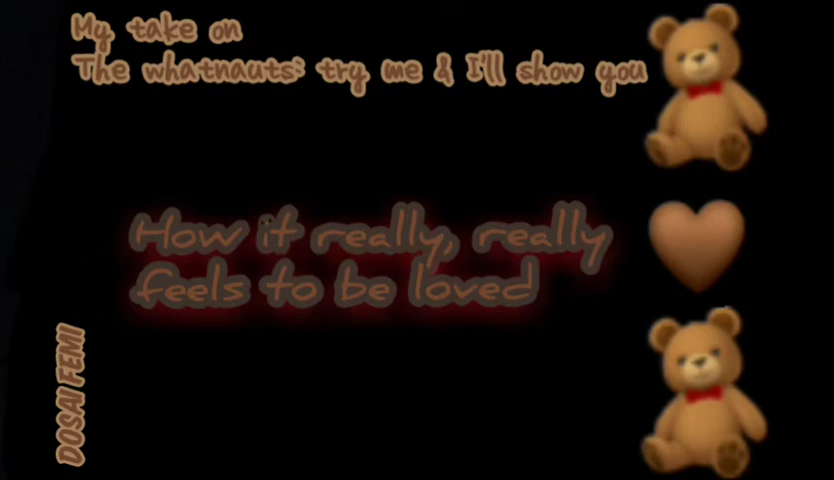 My take on
The whatnauts: try me & I'll show you
How it really, really
feels to be loved
DOSAI FEMI